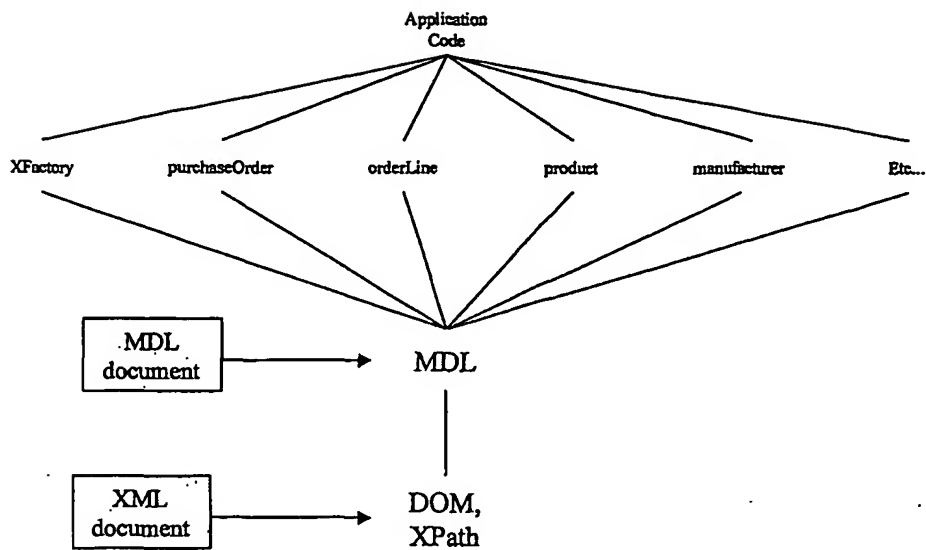 Application
Code
XFactory purchaseOrder orderLine product manufacturer Etc...
MDL
document
MDL
XML
document
DOM,
XPath